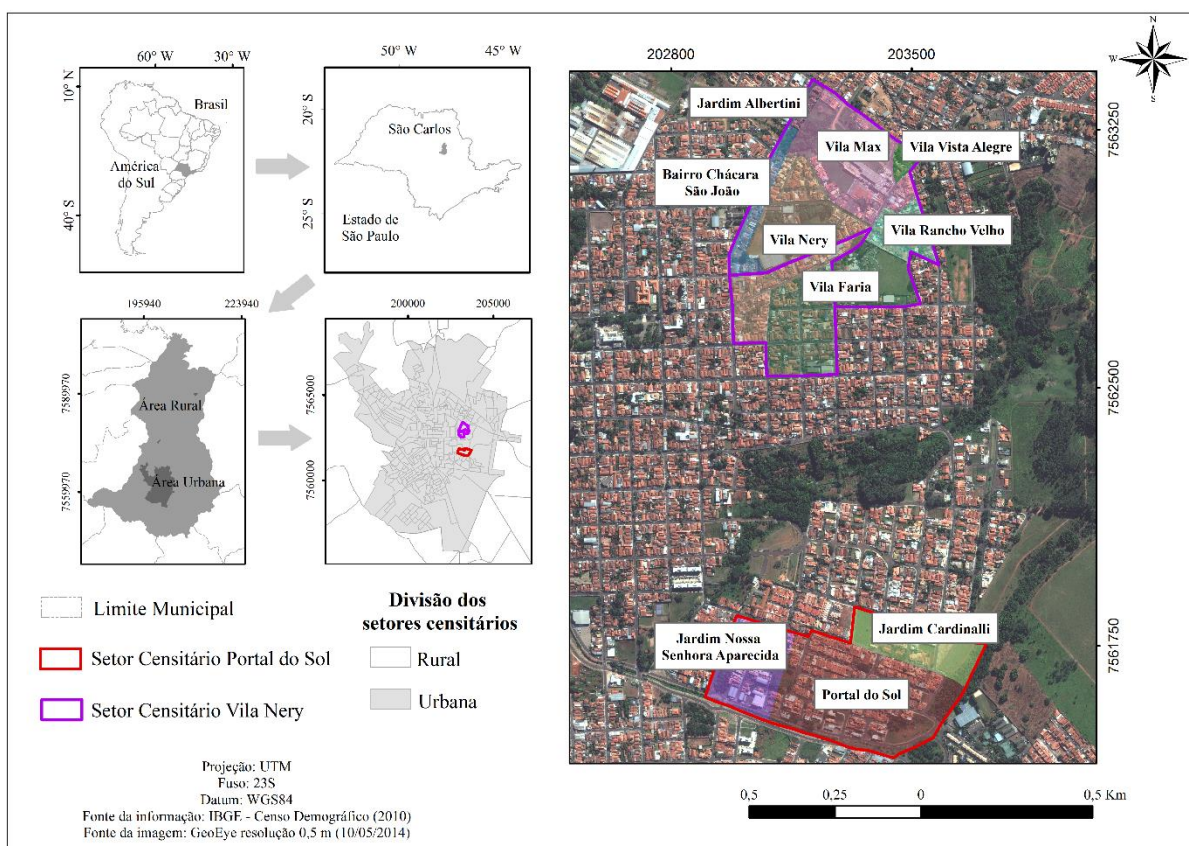 60° W
30° W
10° N
40° S
Brasil
América
do Sul
50° W
45° W
20° S
25° S
São Carlos
Estado de
São Paulo
195940
223940
7589970
7559970
Área Rural
Área Urbana
200000
205000
7565000
7560000
Limite Municipal
Setor Censitário Portal do Sol
Setor Censitário Vila Nery
Divisão dos
setores censitários
Rural
Urbana
Projeção: UTM
Fuso: 23S
Datum: WGS84
Fonte da informação: IBGE - Censo Demográfico (2010)
Fonte da imagem: GeoEye resolução 0,5 m (10/05/2014)
202800
203500
N
W
E
S
7563250
7562500
7561750
Jardim Albertini
Vila Max
Vila Vista Alegre
Bairro Chácara
São João
Vila Nery
Vila Rancho Velho
Vila Faria
Jardim Nossa
Senhora Aparecida
Jardim Cardinalli
Portal do Sol
0,5 0,25 0 0,5 Km